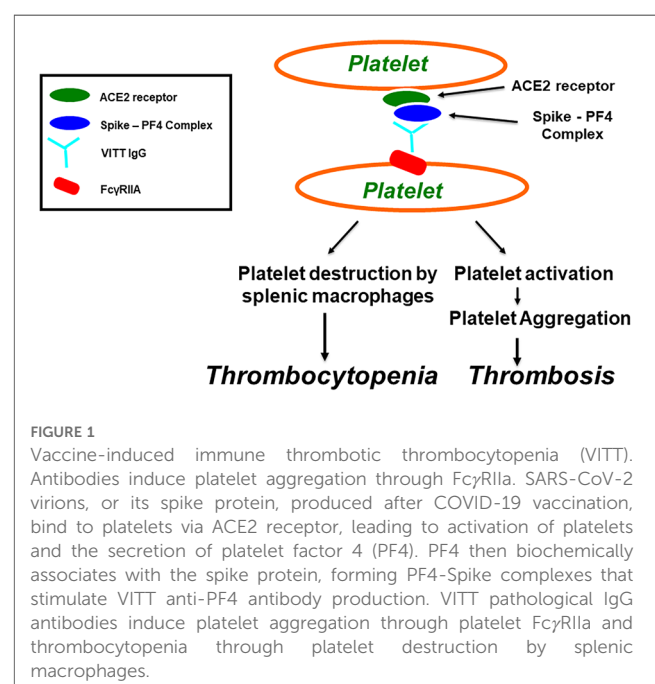 Platelet
ACE2 receptor
ACE2 receptor
Spike – PF4 Complex
VITT IgG
FcγRIIA
Spike - PF4
Complex
Platelet
Platelet destruction by
splenic macrophages
Platelet activation
Platelet Aggregation
Thrombocytopenia
Thrombosis
FIGURE 1
Vaccine-induced immune thrombotic thrombocytopenia (VITT).
Antibodies induce platelet aggregation through FcγRIIa. SARS-CoV-2
virions, or its spike protein, produced after COVID-19 vaccination,
bind to platelets via ACE2 receptor, leading to activation of platelets
and the secretion of platelet factor 4 (PF4). PF4 then biochemically
associates with the spike protein, forming PF4-Spike complexes that
stimulate VITT anti-PF4 antibody production. VITT pathological IgG
antibodies induce platelet aggregation through platelet FcγRIIa and
thrombocytopenia through platelet destruction by splenic
macrophages.